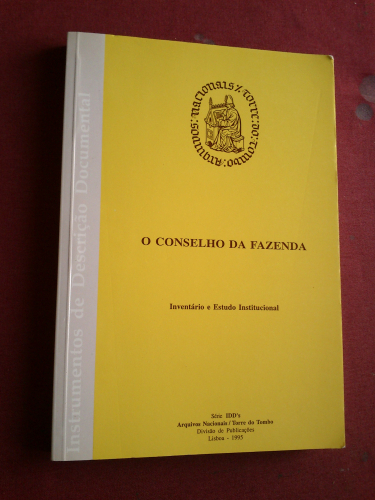 Instrumentos de Descrição Documental
ARQUIVOS NACIONAIS / TORRE DO TOMBO
O CONSELHO DA FAZENDA
Inventário e Estudo Institucional
Série IDD's
Arquivos Nacionais / Torre do Tombo
Divisão de Publicações
Lisboa - 1995